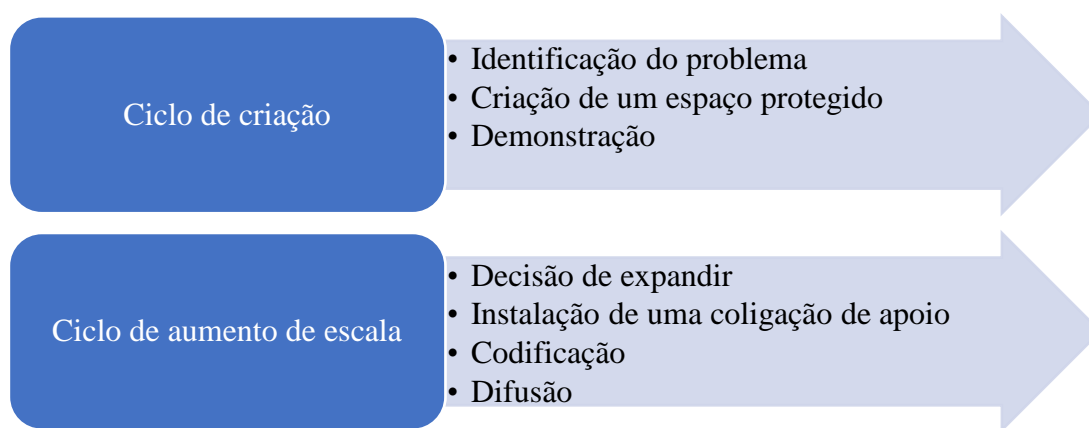 Ciclo de criação
• Identificação do problema
• Criação de um espaço protegido
• Demonstração
Ciclo de aumento de escala
• Decisão de expandir
• Instalação de uma coligação de apoio
• Codificação
• Difusão